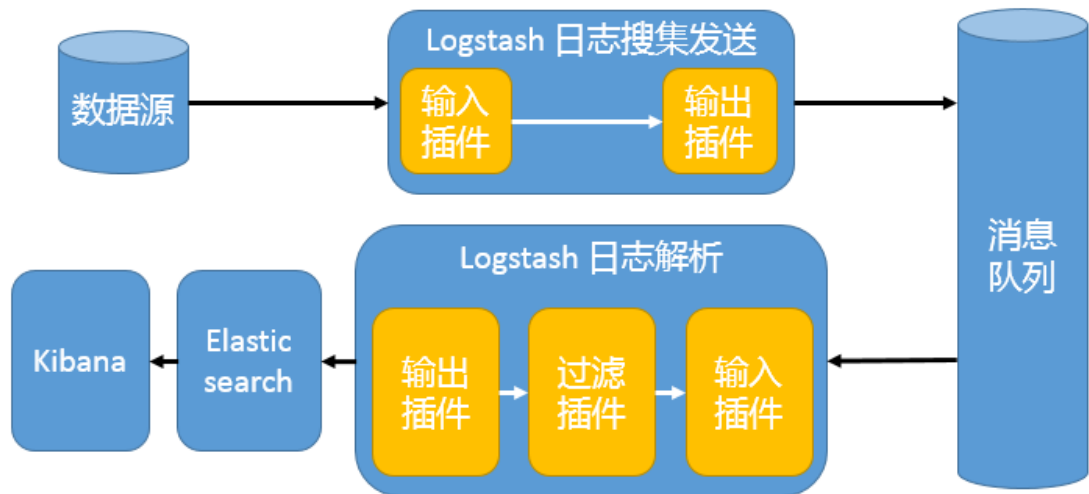 Logstash 日志搜集发送
数据源
输入
插件
输出
插件
消息
队列
Logstash 日志解析
Kibana
Elastic
search
输出
插件
过滤
插件
输入
插件